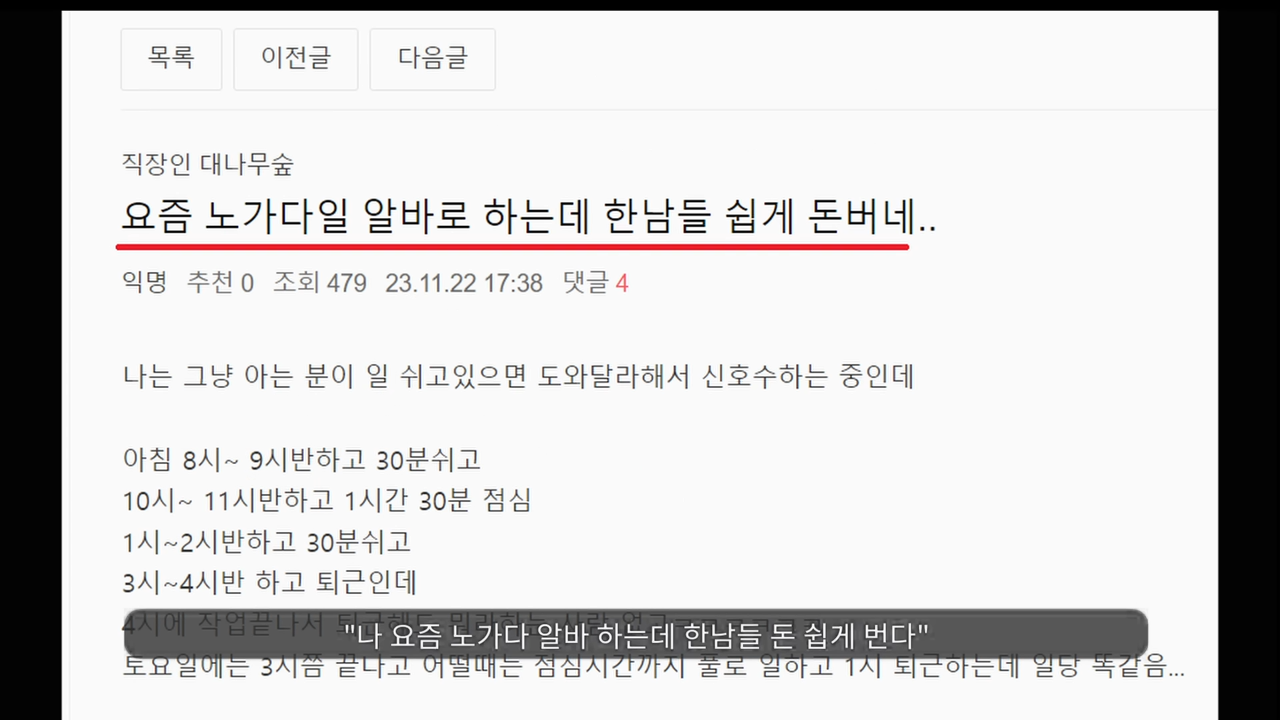 목록 이전글 다음글
직장인 대나무숲
요즘 노가다일 알바로 하는데 한남들 쉽게 돈버네..
익명 추천 0 조회 479 23.11.22 17:38 댓글 4
나는 그냥 아는 분이 일 쉬고있으면 도와달라해서 신호수하는 중인데
아침 8시~ 9시반하고 30분쉬고
10시~ 11시반하고 1시간 30분 점심
1시~2시반하고 30분쉬고
3시~4시반 하고 퇴근인데
4시에 작업끝나서
"나 요즘 노가다 알바 하는데 한남들 돈 쉽게 번다"
토요일에는 3시쯤 끝나고 어떨때는 점심시간까지 풀로 일하고 1시 퇴근하는데 일당 똑같음...